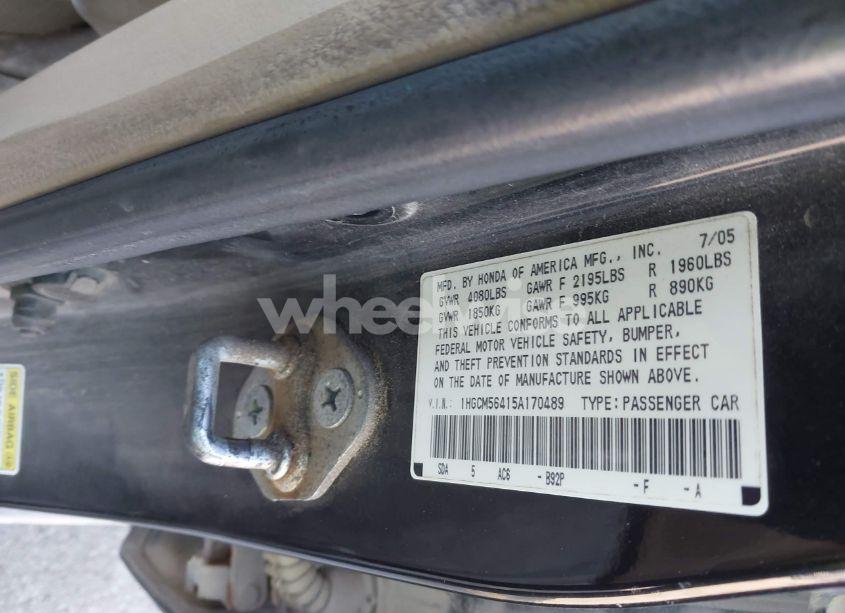 7/05
MFD. BY HONDA OF AMERICA MFG., INC.
GVWR 4080LBS GAWR F 2195LBS R 1960LBS
GVWR 1850KG GAWR F 995KG R 890KG
THIS VEHICLE CONFORMS TO ALL APPLICABLE
FEDERAL MOTOR VEHICLE SAFETY, BUMPER,
AND THEFT PREVENTION STANDARDS IN EFFECT
ON THE DATE OF MANUFACTURE SHOWN ABOVE.
V.I.N.: 1HGCM56415A170489 TYPE: PASSENGER CAR
SDA 5 AC6 - B92P - F - A
SIDE AIRBAG